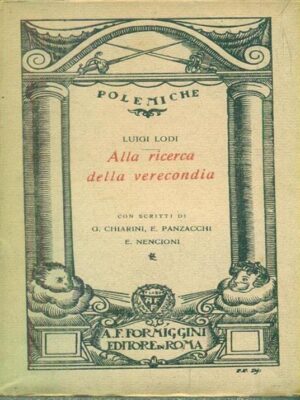 POLEMICHE
LUIGI LODI
Alla ricerca
della verecondia
CON SCRITTI DI
G. CHIARINI, E. PANZACCHI
E. NENCIONI
A. F. FORMIGGINI
EDITORE IN ROMA